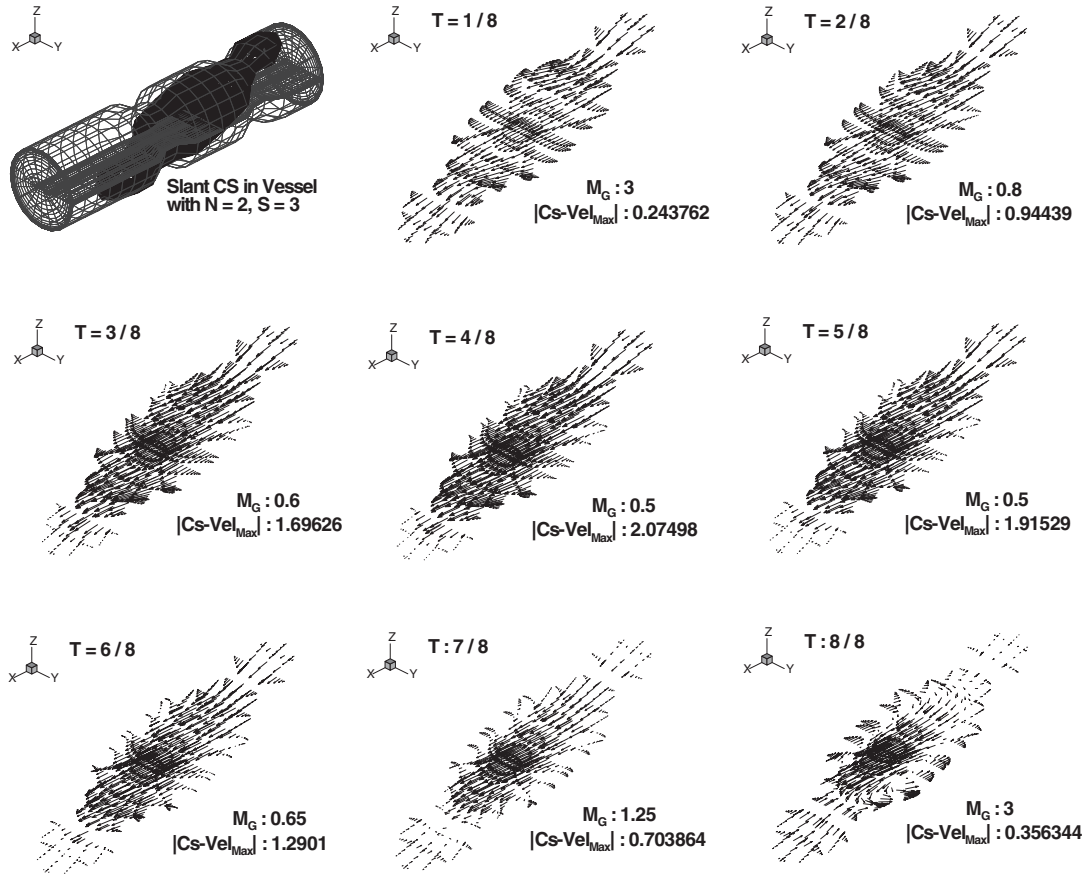 Z
X
Y
Slant CS in Vessel
with N = 2, S = 3
Z
X
Y
T = 1 / 8
M_G : 3
|Cs-Vel_Max| : 0.243762
Z
X
Y
T = 2 / 8
M_G : 0.8
|Cs-Vel_Max| : 0.94439
Z
X
Y
T = 3 / 8
M_G : 0.6
|Cs-Vel_Max| : 1.69626
Z
X
Y
T = 4 / 8
M_G : 0.5
|Cs-Vel_Max| : 2.07498
Z
X
Y
T = 5 / 8
M_G : 0.5
|Cs-Vel_Max| : 1.91529
Z
X
Y
T = 6 / 8
M_G : 0.65
|Cs-Vel_Max| : 1.2901
Z
X
Y
T : 7 / 8
M_G : 1.25
|Cs-Vel_Max| : 0.703864
Z
X
Y
T : 8 / 8
M_G : 3
|Cs-Vel_Max| : 0.356344